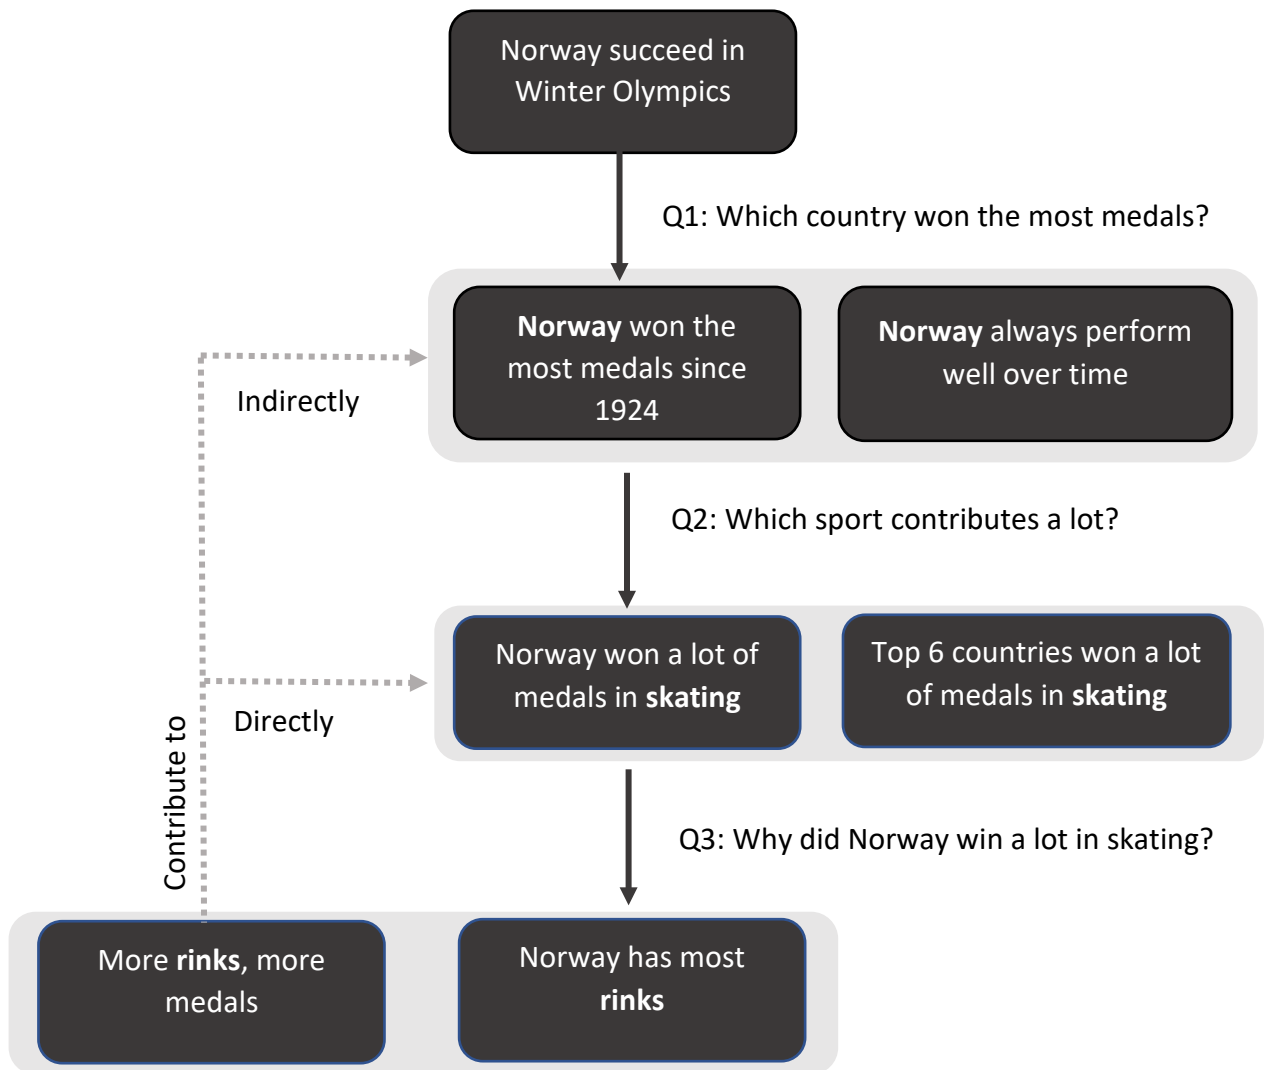 Norway succeed in
Winter Olympics
Q1: Which country won the most medals?
Norway won the
most medals since
1924
Norway always perform
well over time
Indirectly
Q2: Which sport contributes a lot?
Norway won a lot of
medals in skating
Top 6 countries won a lot
of medals in skating
Directly
Contribute to
Q3: Why did Norway win a lot in skating?
More rinks, more
medals
Norway has most
rinks